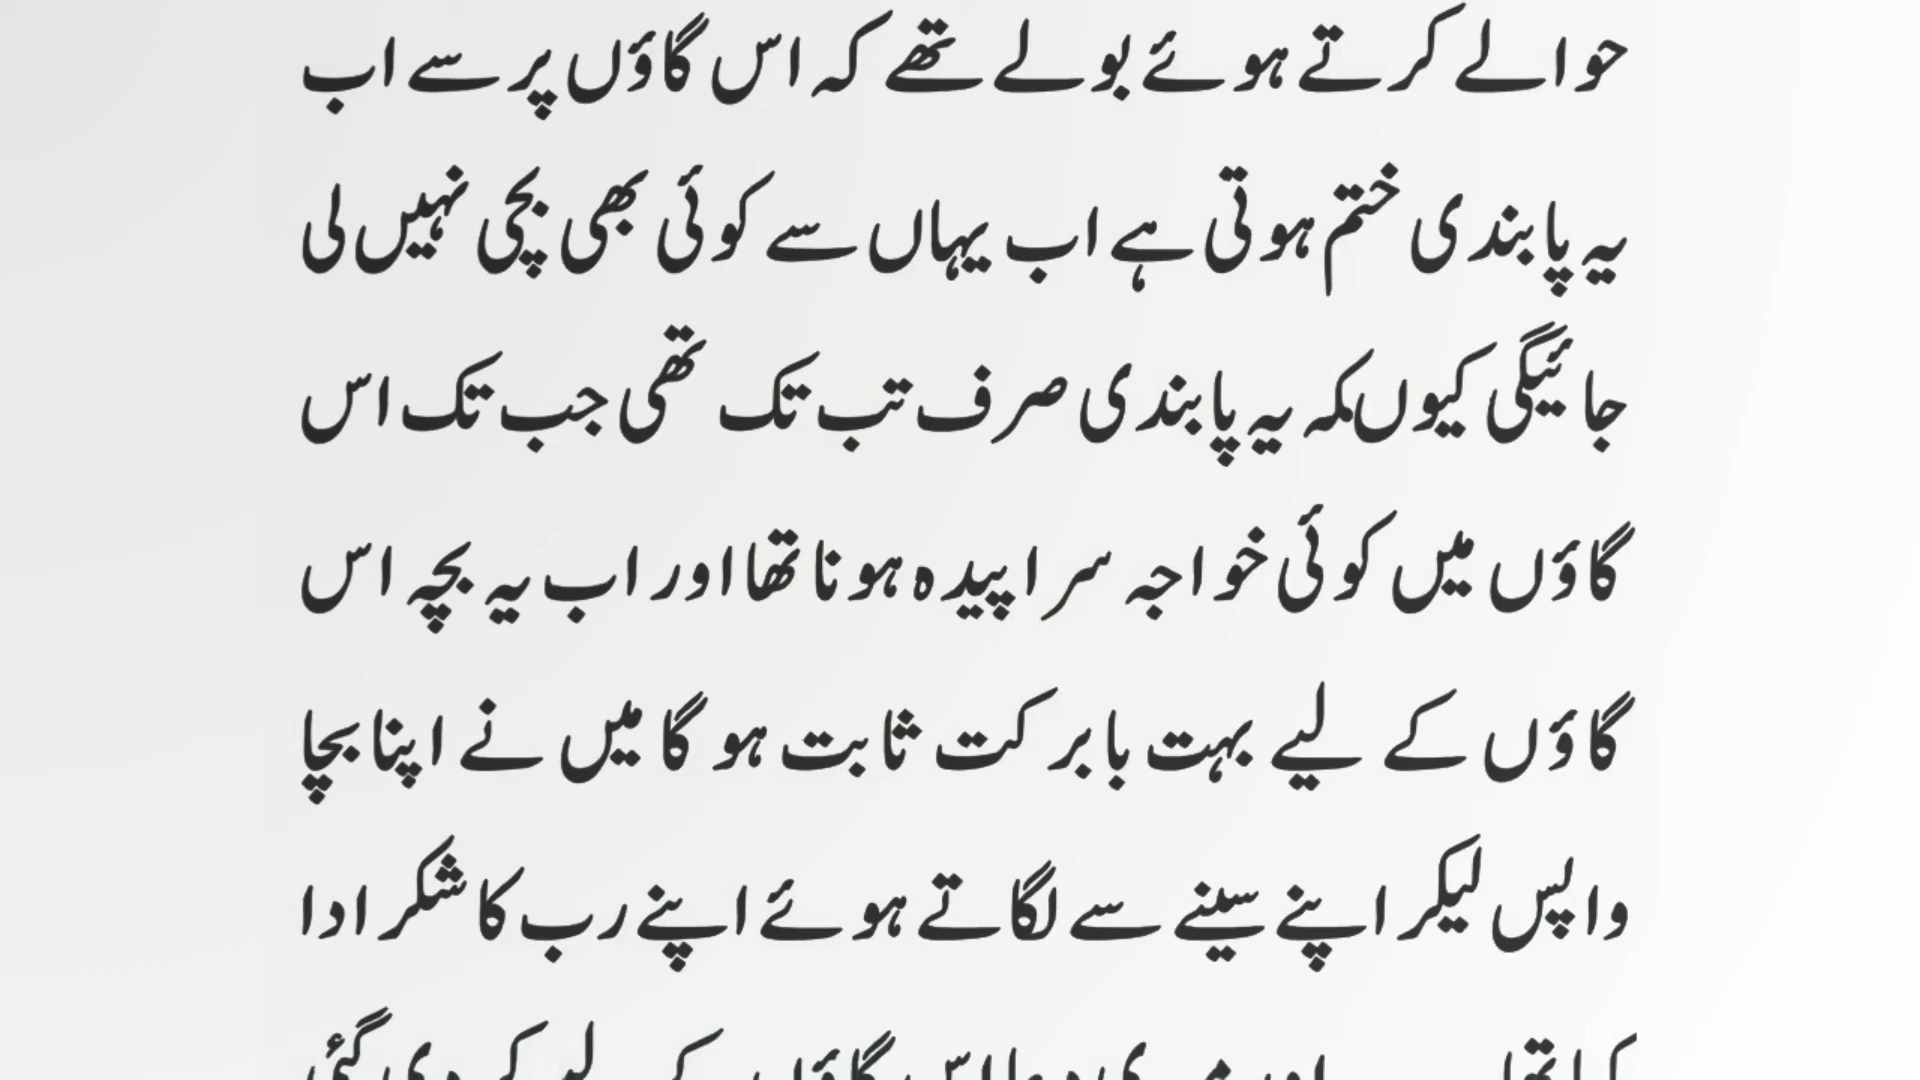 حوالے کرتے ہوئے بولے تھے کہ اس گاؤں پر سے اب
یہ پابندی ختم ہوتی ہے اب یہاں سے کوئی بھی بچی نہیں لی
جائیگی کیوں مکہ یہ پابندی صرف تب تک تھی جب تک اس
گاؤں میں کوئی خواجہ سرا پیدہ ہونا تھا اور اب یہ بچہ اس
گاؤں کے لیے بہت بابرکت ثابت ہو گا میں نے اپنا بچا
واپس لیکر اپنے سینے سے لگاتے ہوئے اپنے رب کا شکر ادا